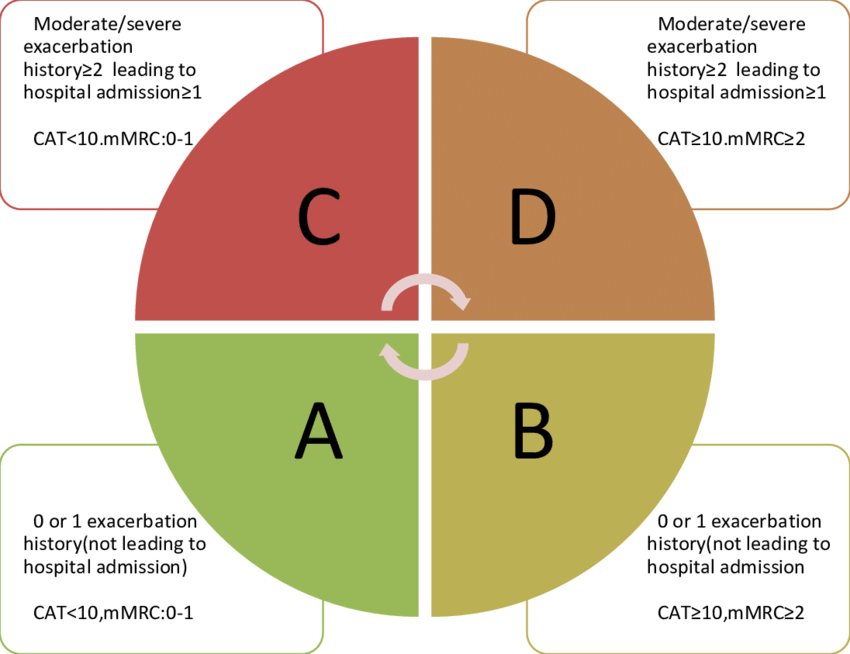 Moderate/severe
exacerbation
history≥2 leading to
hospital admission≥1
CAT<10.mMRC:0-1
Moderate/severe
exacerbation
history≥2 leading to
hospital admission≥1
CAT≥10.mMRC≥2
C
D
A
B
0 or 1 exacerbation
history(not leading to
hospital admission)
CAT<10,mMRC:0-1
0 or 1 exacerbation
history(not leading to
hospital admission
CAT≥10,mMRC≥2